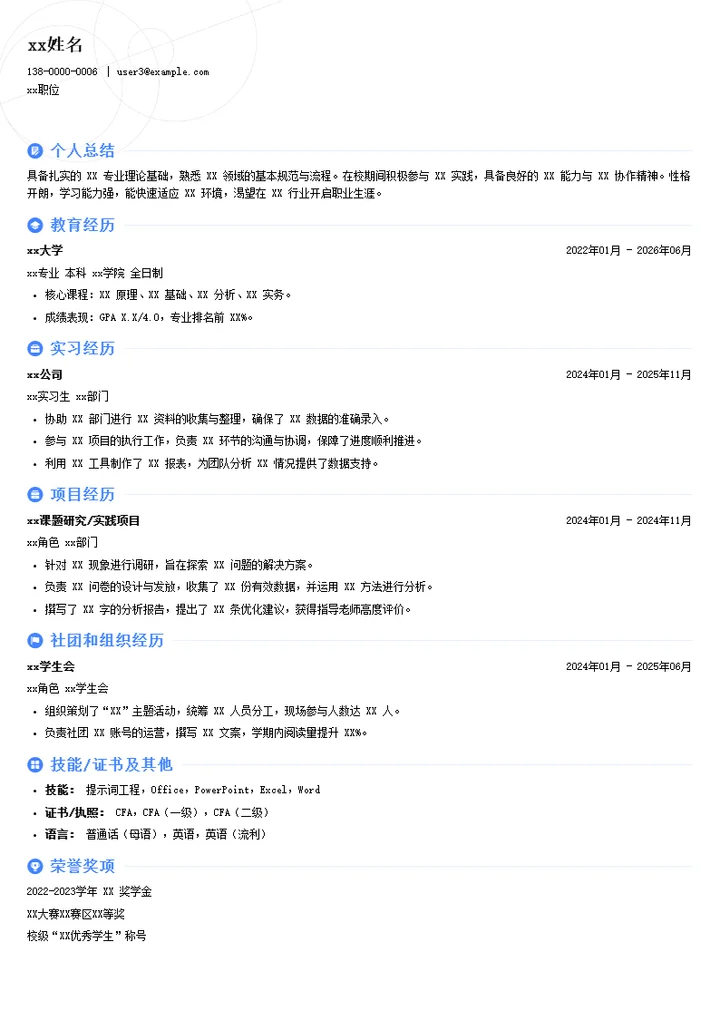 xx姓名
138-0000-0006 | user3@example.com
xx职位
个人总结
具备扎实的 XX 专业理论基础，熟悉 XX 领域的基本规范与流程。在校期间积极参与 XX 实践，具备良好的 XX 能力与 XX 协作精神。性格
开朗，学习能力强，能快速适应 XX 环境，渴望在 XX 行业开启职业生涯。
教育经历
xx大学 2022年01月 - 2026年06月
xx专业 本科 xx学院 全日制
• 核心课程：XX 原理、XX 基础、XX 分析、XX 实务。
• 成绩表现：GPA X.X/4.0，专业排名前 XX%。
实习经历
xx公司 2024年01月 - 2025年11月
xx实习生 xx部门
• 协助 XX 部门进行 XX 资料的收集与整理，确保了 XX 数据的准确录入。
• 参与 XX 项目的执行工作，负责 XX 环节的沟通与协调，保障了进度顺利推进。
• 利用 XX 工具制作了 XX 报表，为团队分析 XX 情况提供了数据支持。
项目经历
xx课题研究/实践项目 2024年01月 - 2024年11月
xx角色 xx部门
• 针对 XX 现象进行调研，旨在探索 XX 问题的解决方案。
• 负责 XX 问卷的设计与发放，收集了 XX 份有效数据，并运用 XX 方法进行分析。
• 撰写了 XX 字的分析报告，提出了 XX 条优化建议，获得指导老师高度评价。
社团和组织经历
xx学生会 2024年01月 - 2025年06月
xx角色 xx学生会
• 组织策划了“XX”主题活动，统筹 XX 人员分工，现场参与人数达 XX 人。
• 负责社团 XX 账号的运营，撰写 XX 文案，学期内阅读量提升 XX%。
技能/证书及其他
• 技能： 提示词工程，Office，PowerPoint，Excel，Word
• 证书/执照： CFA，CFA（一级），CFA（二级）
• 语言： 普通话（母语），英语，英语（流利）
荣誉奖项
2022-2023学年 XX 奖学金
XX大赛XX赛区XX等奖
校级“XX优秀学生”称号